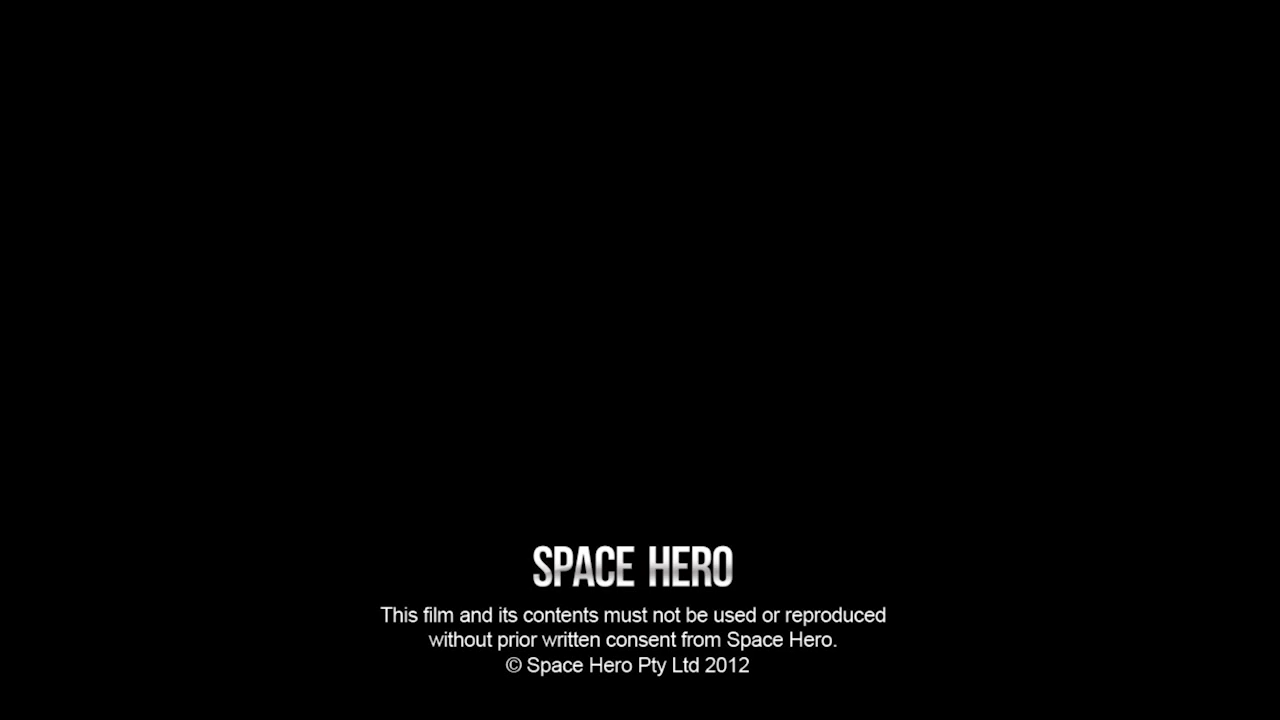 SPACE HERO
This film and its contents must not be used or reproduced
without prior written consent from Space Hero.
© Space Hero Pty Ltd 2012